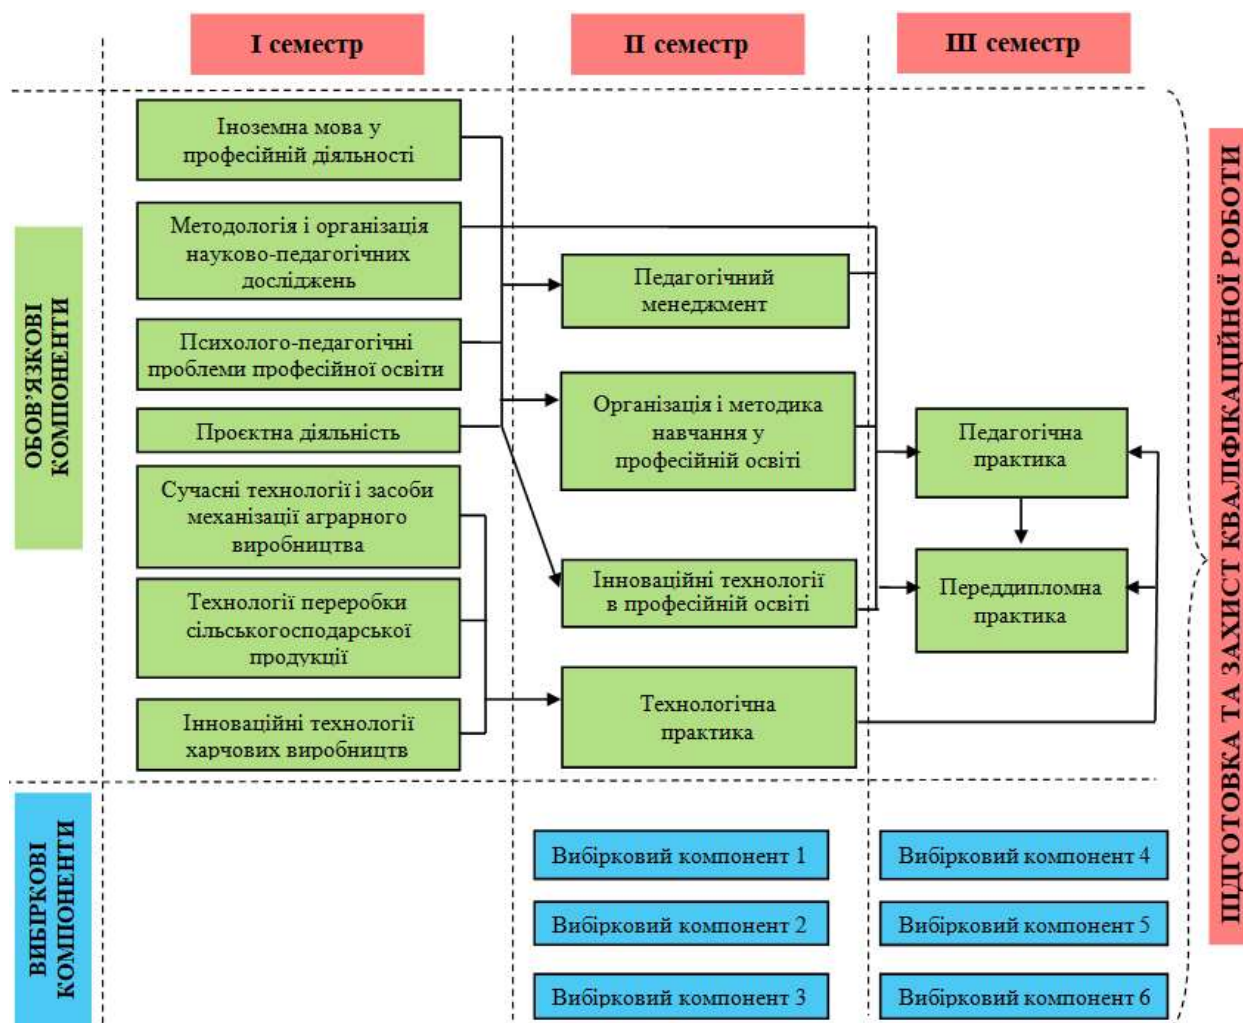 I семестр
II семестр
III семестр
ОБОВ'ЯЗКОВІ
КОМПОНЕНТИ
Іноземна мова у
професійній діяльності
Методологія і організація
науково-педагогічних
досліджень
Психолого-педагогічні
проблеми професійної освіти
Проєктна діяльність
Сучасні технології і засоби
механізації аграрного
виробництва
Технології переробки
сільськогосподарської
продукції
Інноваційні технології
харчових виробництв
Педагогічний
менеджмент
Організація і методика
навчання у
професійній освіті
Інноваційні технології
в професійній освіті
Технологічна
практика
Педагогічна
практика
Переддипломна
практика
ВИБІРКОВІ
КОМПОНЕНТИ
Вибірковий компонент 1
Вибірковий компонент 2
Вибірковий компонент 3
Вибірковий компонент 4
Вибірковий компонент 5
Вибірковий компонент 6
ПІДГОТОВКА ТА ЗАХИСТ КВАЛІФІКАЦІЙНОЇ РОБОТИ